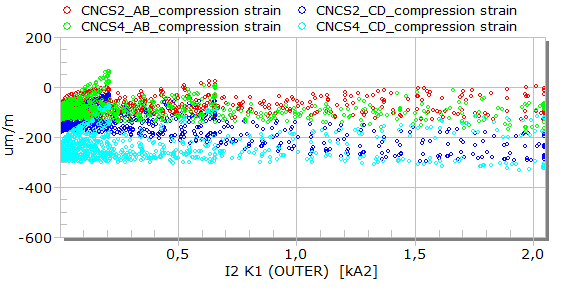 CNCS2_AB_compression strain CNCS2_CD_compression strain
CNCS4_AB_compression strain CNCS4_CD_compression strain
200
0
-200
-400
-600
um/m
0,5 1,0 1,5 2,0
I2 K1 (OUTER) [kA2]